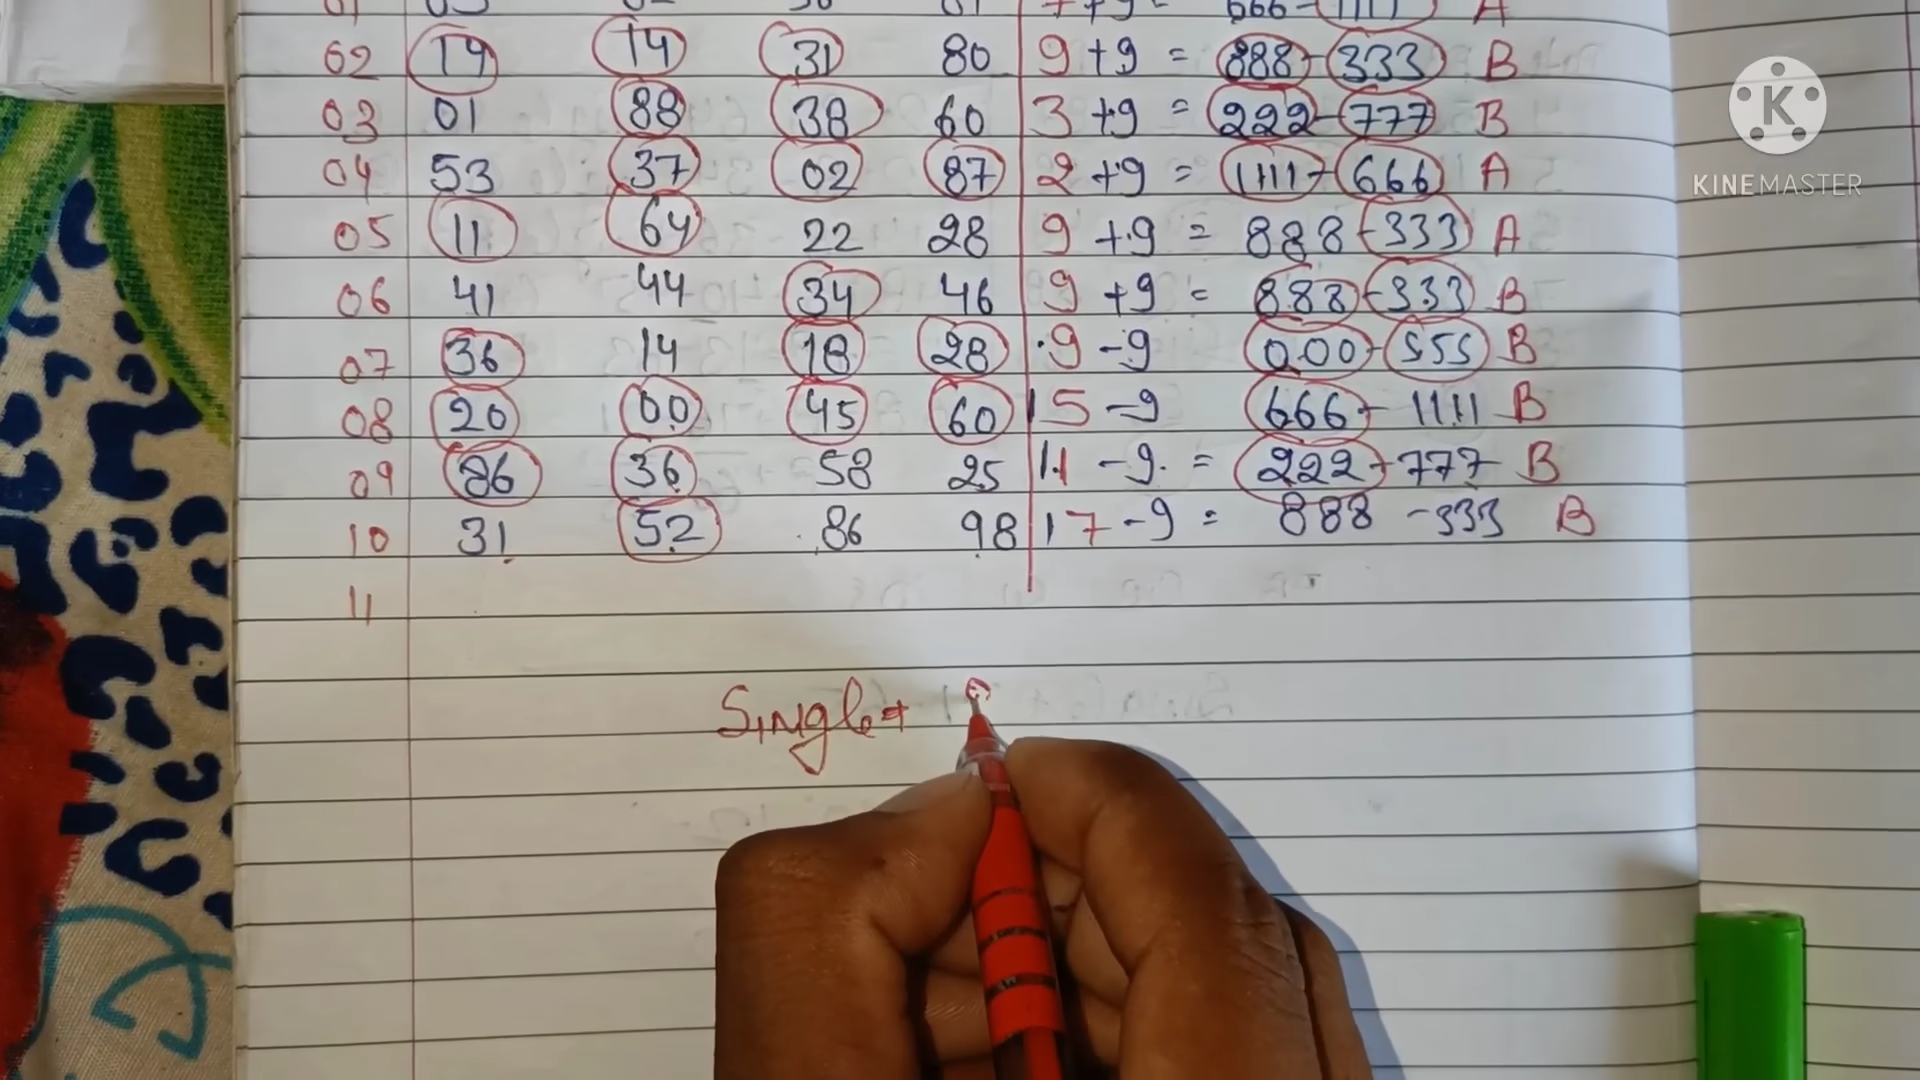 02 14 14 31 80 9 +9 = 888-333 B
03 01 88 38 60 3 +9 = 222-777 B
04 53 37 02 87 2 +9 = 1111-666 A
05 11 64 22 28 9 +9 = 888-333 A
06 41 44 34 46 9 +9 = 888-333 B
07 36 14 18 28 9 -9 000-555 B
08 20 00 45 60 15 -9 666-1111 B
09 86 36 58 25 11 -9 = 222-777 B
10 31 52 86 98 17 -9 = 888-333 B
11
Single
K
KINEMASTER